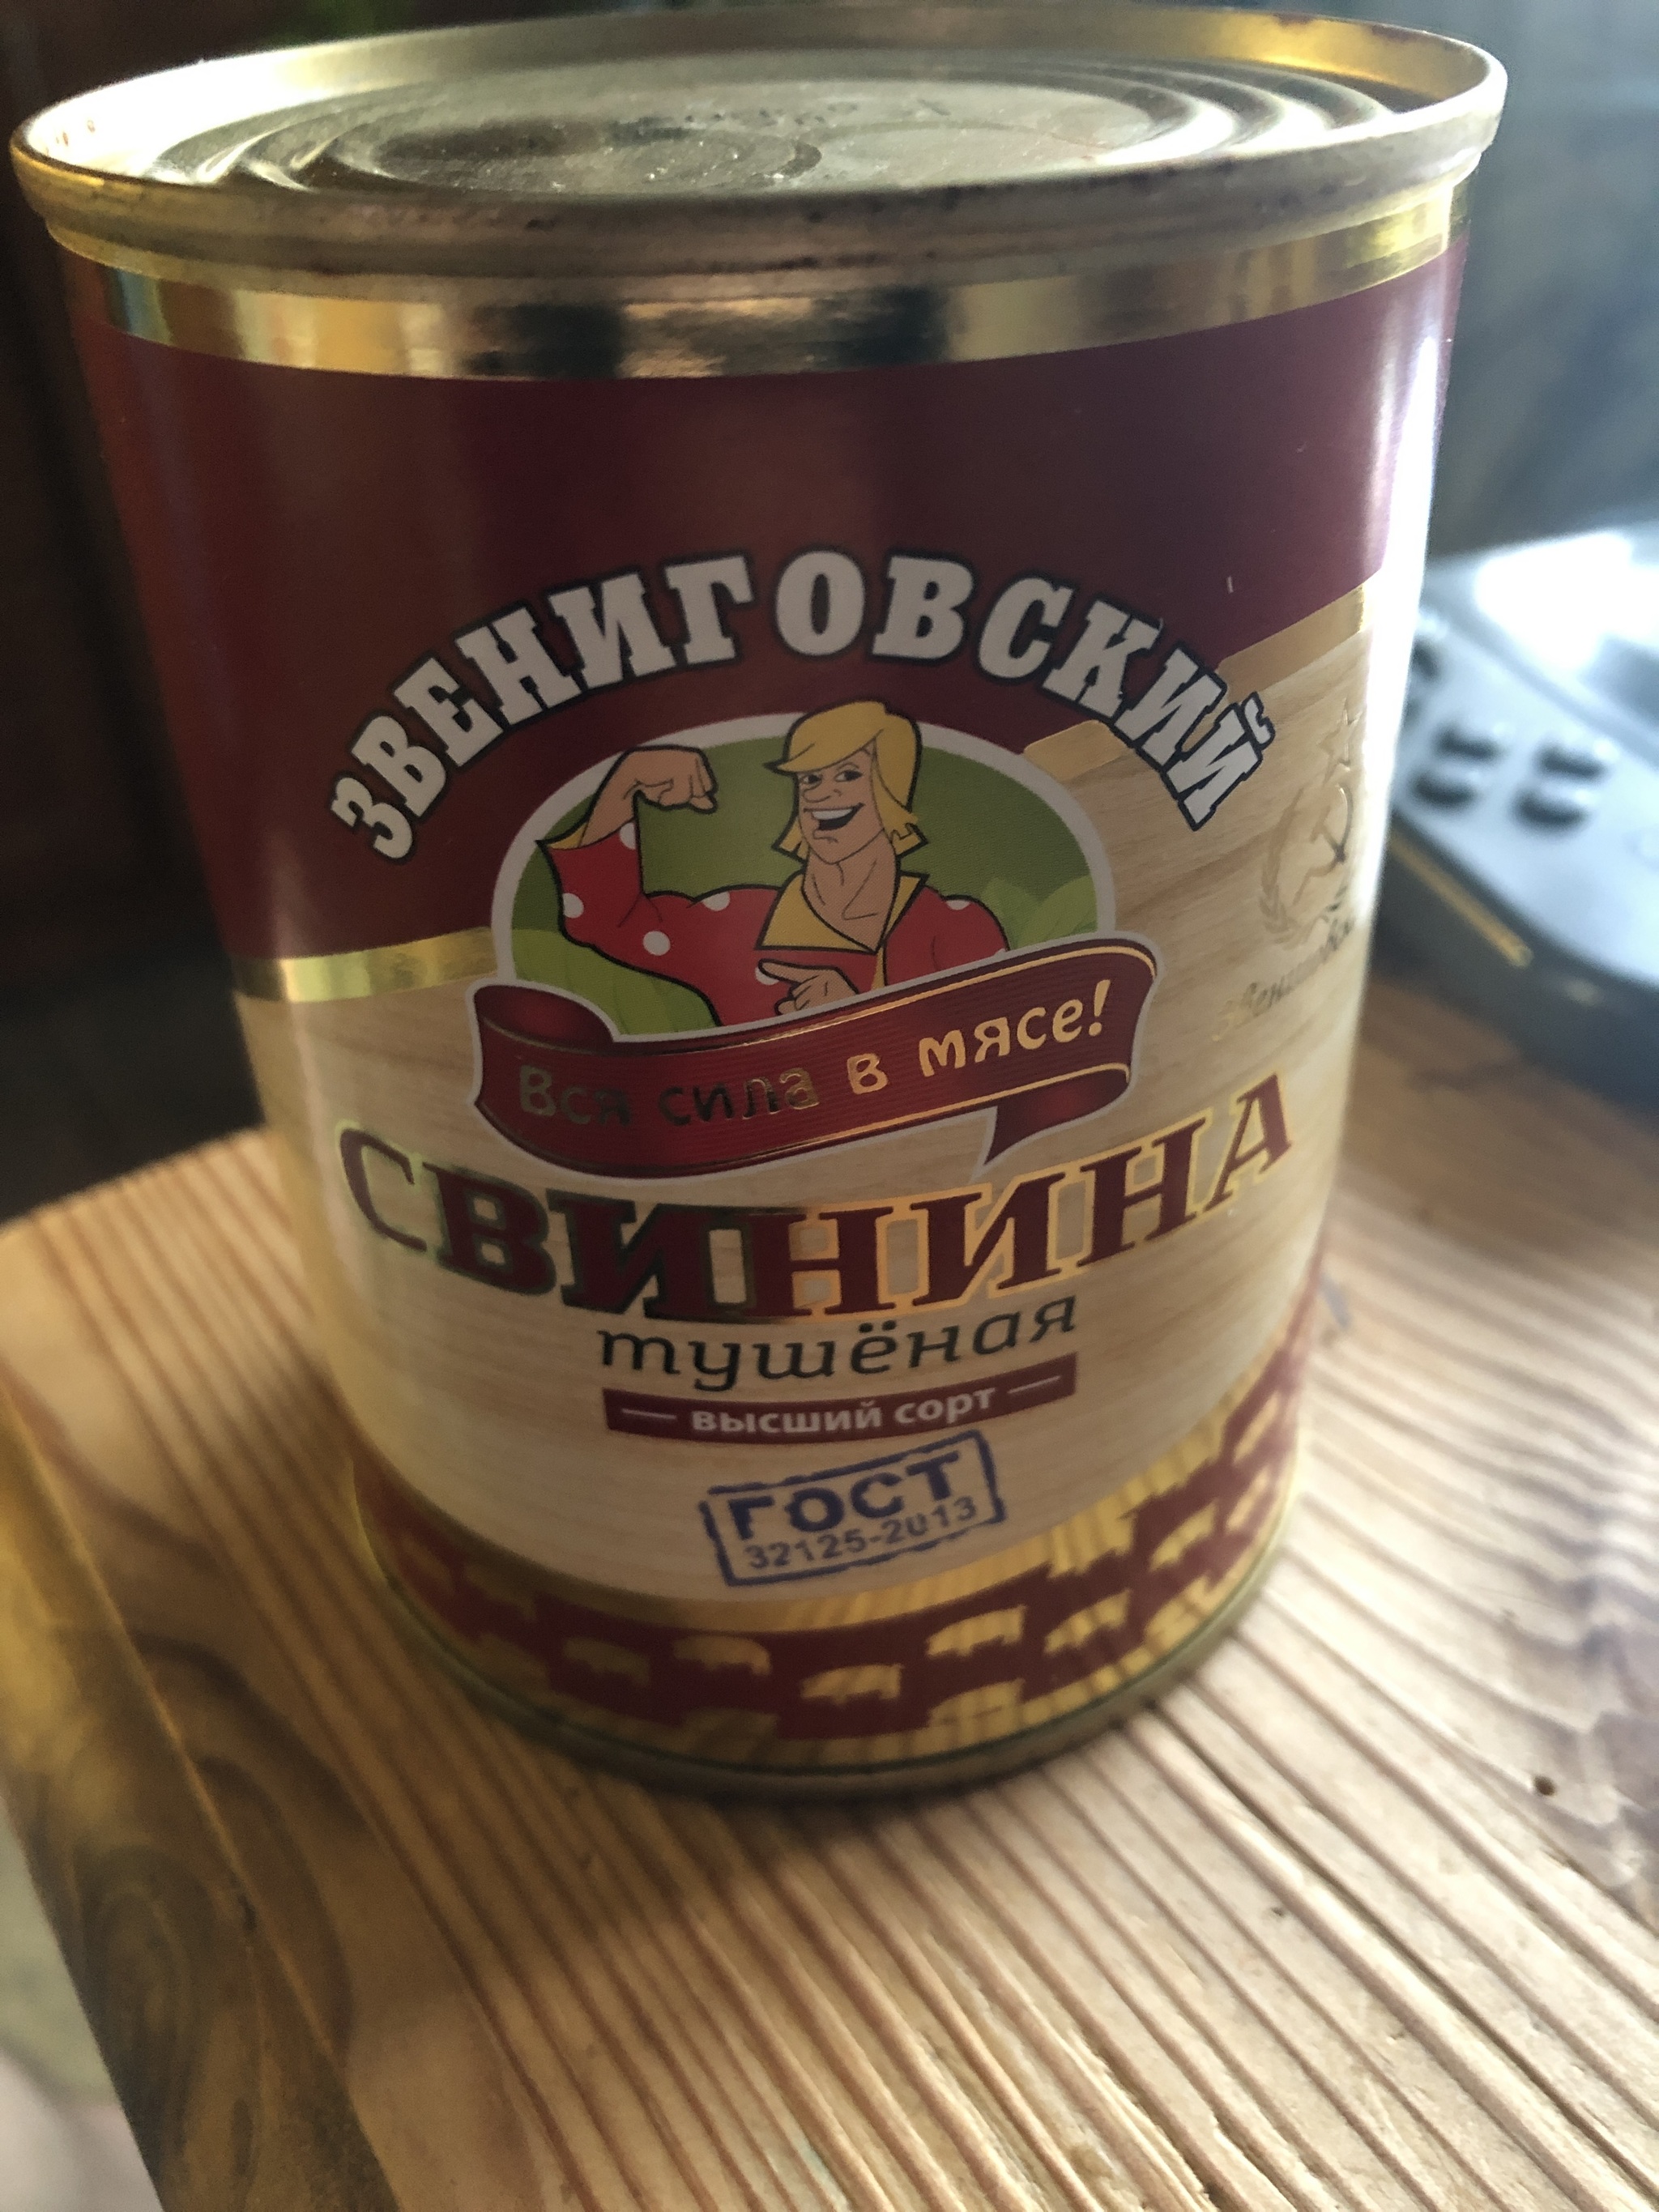 ЗВЕНИГОВСКИЙ
Вся сила в мясе!
СВИНИНА
тушёная
— высший сорт —
ГОСТ
32125-2013